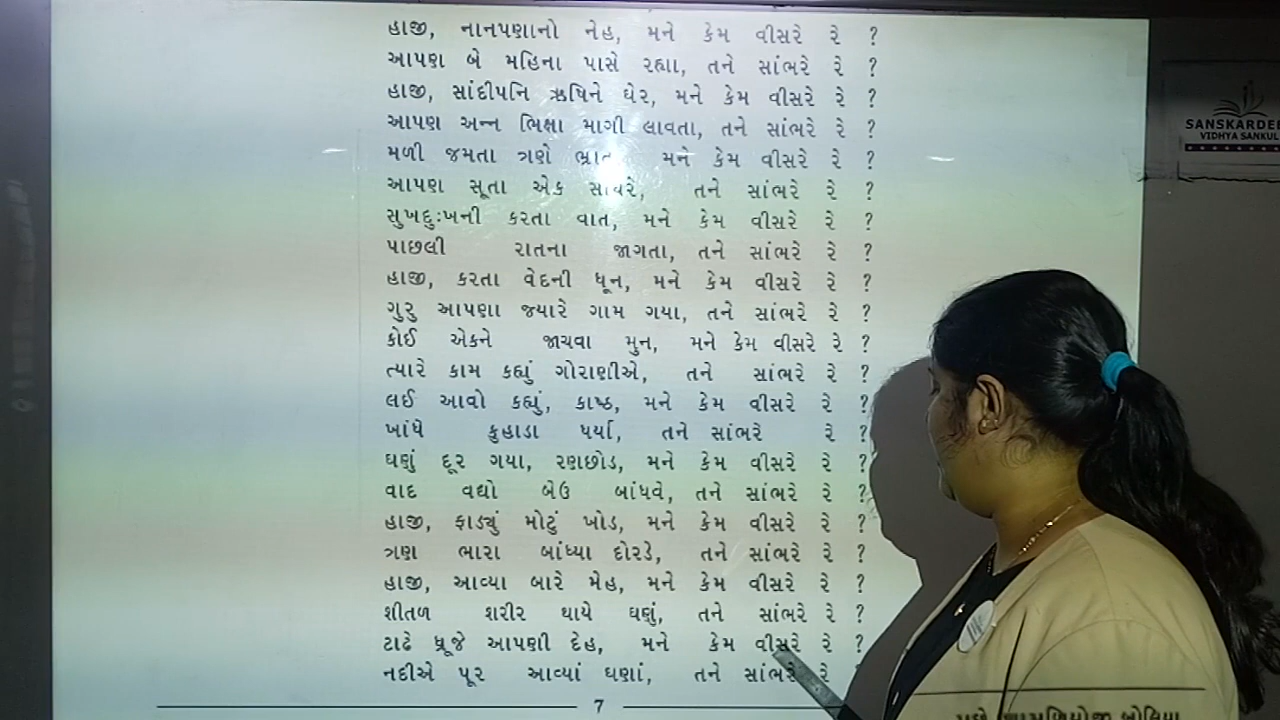 હાજી, નાનપણાનો નેહ, મને કેમ વીસરે રે ?
આપણ બે મહિના પાસે રહ્યા, તને સાંભરે રે ?
હાજી, સાંદીપનિ ઋષિને ઘેર, મને કેમ વીસરે રે ?
આપણ અન્ન ભિક્ષા માગી લાવતા, તને સાંભરે રે ?
મળી જમતા ત્રણે મને કેમ વીસરે રે ?
આપણ સૂતા એક તને સાંભરે રે ?
સુખદુઃખની કરતા વાત, મને કેમ વીસરે રે ?
પાછલી રાતના જાગતા, તને સાંભરે રે ?
હાજી, કરતા વેદની ધૂન, મને કેમ વીસરે રે ?
ગુરુ આપણા જ્યારે ગામ ગયા, તને સાંભરે રે ?
કોઈ એકને જાચવા મુન, મને કેમ વીસરે રે ?
ત્યારે કામ કહ્યું ગોરાણીએ, તને સાંભરે રે ?
લઈ આવો કહ્યું, કાષ્ઠ, મને કેમ વીસરે રે ?
ખાંધે કુહાડા ધર્યા, તને સાંભરે રે ?
ઘણું દૂર ગયા, રણછોડ, મને કેમ વીસરે રે ?
વાદ વદ્યો બેઉ બાંધવે, તને સાંભરે રે ?
હાજી, ફાડ્યું મોટું ખોડ, મને કેમ વીસરે રે ?
ત્રણ ભારા બાંધ્યા દોરડે, તને સાંભરે રે ?
હાજી, આવ્યા બારે મેહ, મને કેમ વીસરે રે ?
શીતળ શરીર થાયે ઘણું, તને સાંભરે રે ?
ટાઢે ધ્રૂજે આપણી દેહ, મને કેમ વીસરે રે ?
નદીએ પૂર આવ્યાં ઘણાં, તને સાંભરે રે
7
VIDHYA SANKUL